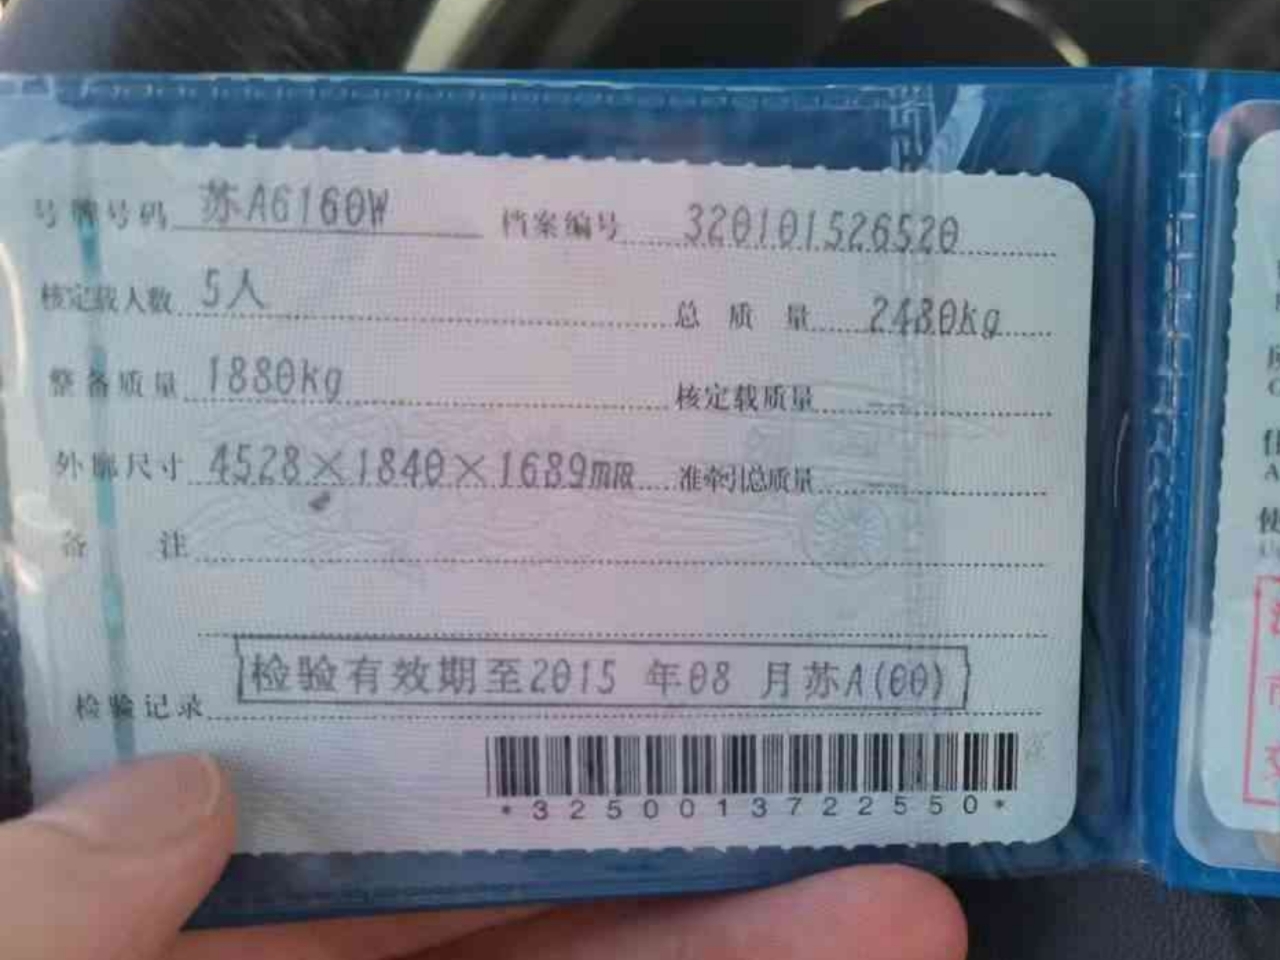 号牌号码 苏A6160W 档案编号 320101526520
核定载人数 5人 总质量 2480kg
整备质量 1880kg 核定载质量 --
外廓尺寸 4528×1840×1689mm 准牵引总质量 --
备注
检验记录 检验有效期至2015 年08 月苏A(00)
*3250013722550*